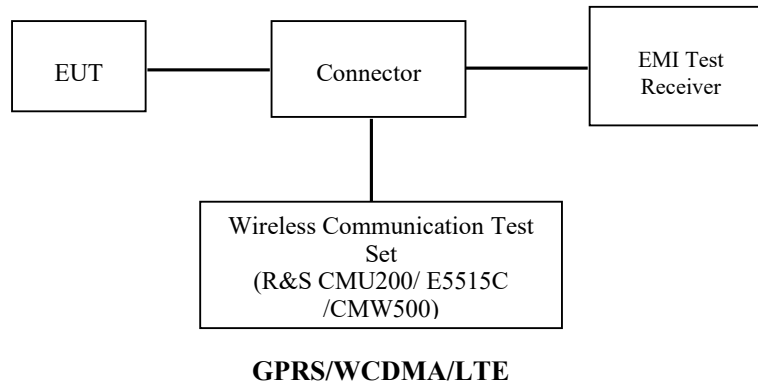 EUT
Connector
EMI Test
Receiver
Wireless Communication Test
Set
(R&S CMU200/ E5515C
/CMW500)
GPRS/WCDMA/LTE